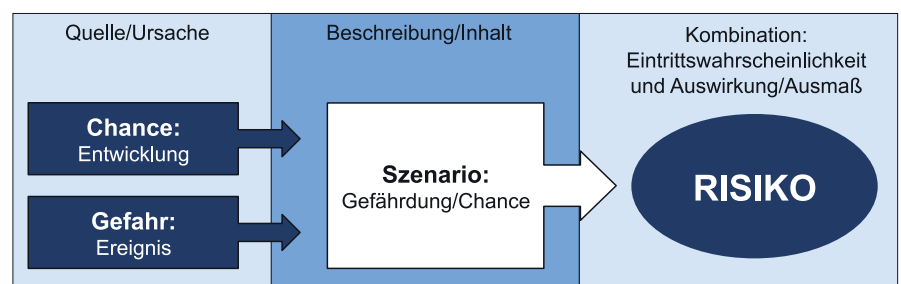 Quelle/Ursache
Chance:
Entwicklung
Gefahr:
Ereignis
Beschreibung/Inhalt
Szenario:
Gefährdung/Chance
Kombination:
Eintrittswahrscheinlichkeit
und Auswirkung/Ausmaß
RISIKO